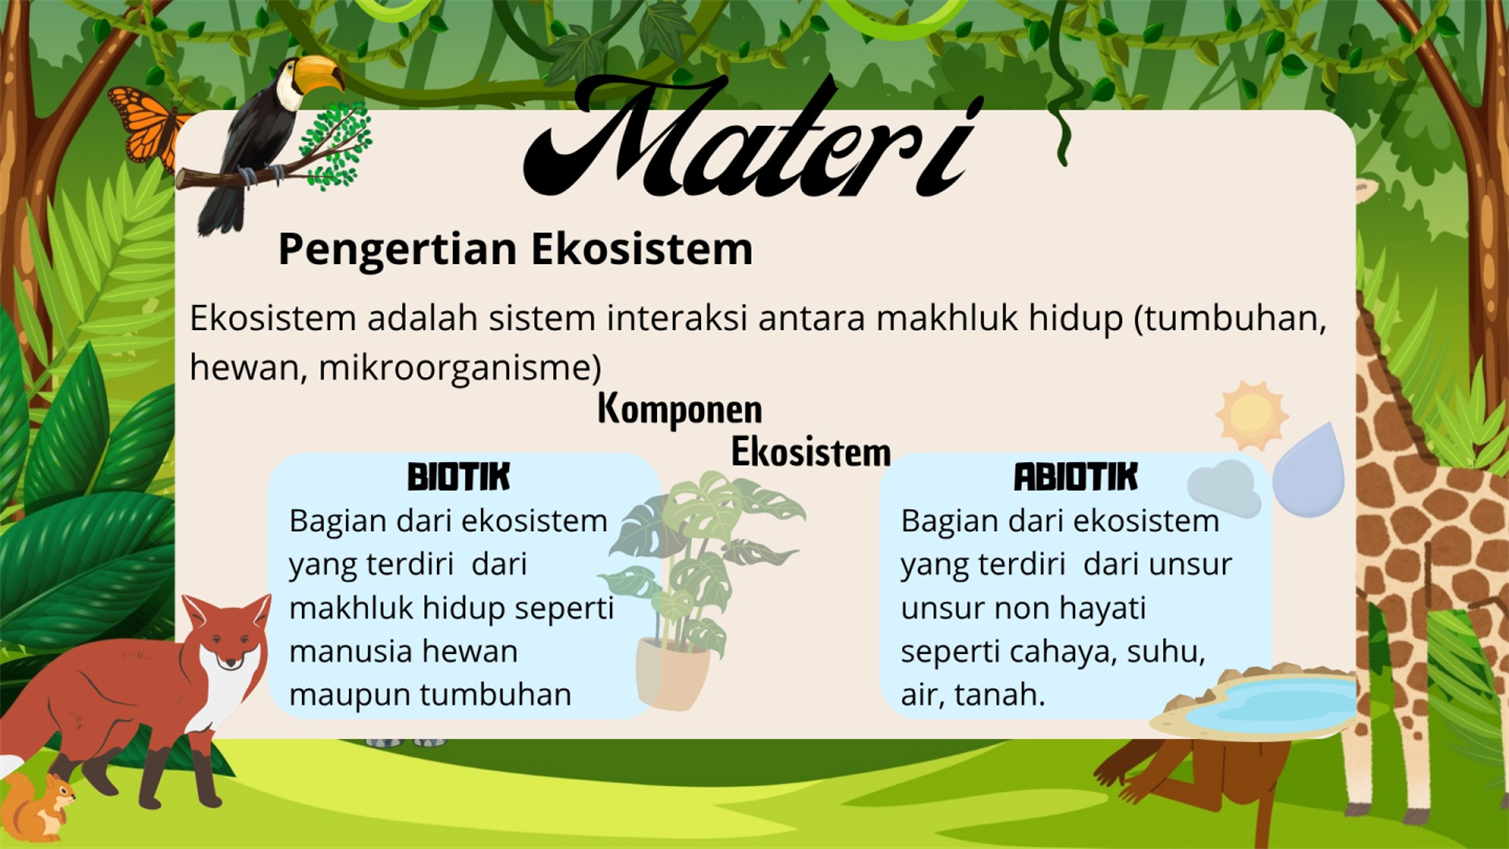 Materi
Pengertian Ekosistem
Ekosistem adalah sistem interaksi antara makhluk hidup (tumbuhan,
hewan, mikroorganisme)
Komponen
Ekosistem
BIOTIK
Bagian dari ekosistem
yang terdiri  dari
makhluk hidup seperti
manusia hewan
maupun tumbuhan
ABIOTIK
Bagian dari ekosistem
yang terdiri  dari unsur
unsur non hayati
seperti cahaya, suhu,
air, tanah.